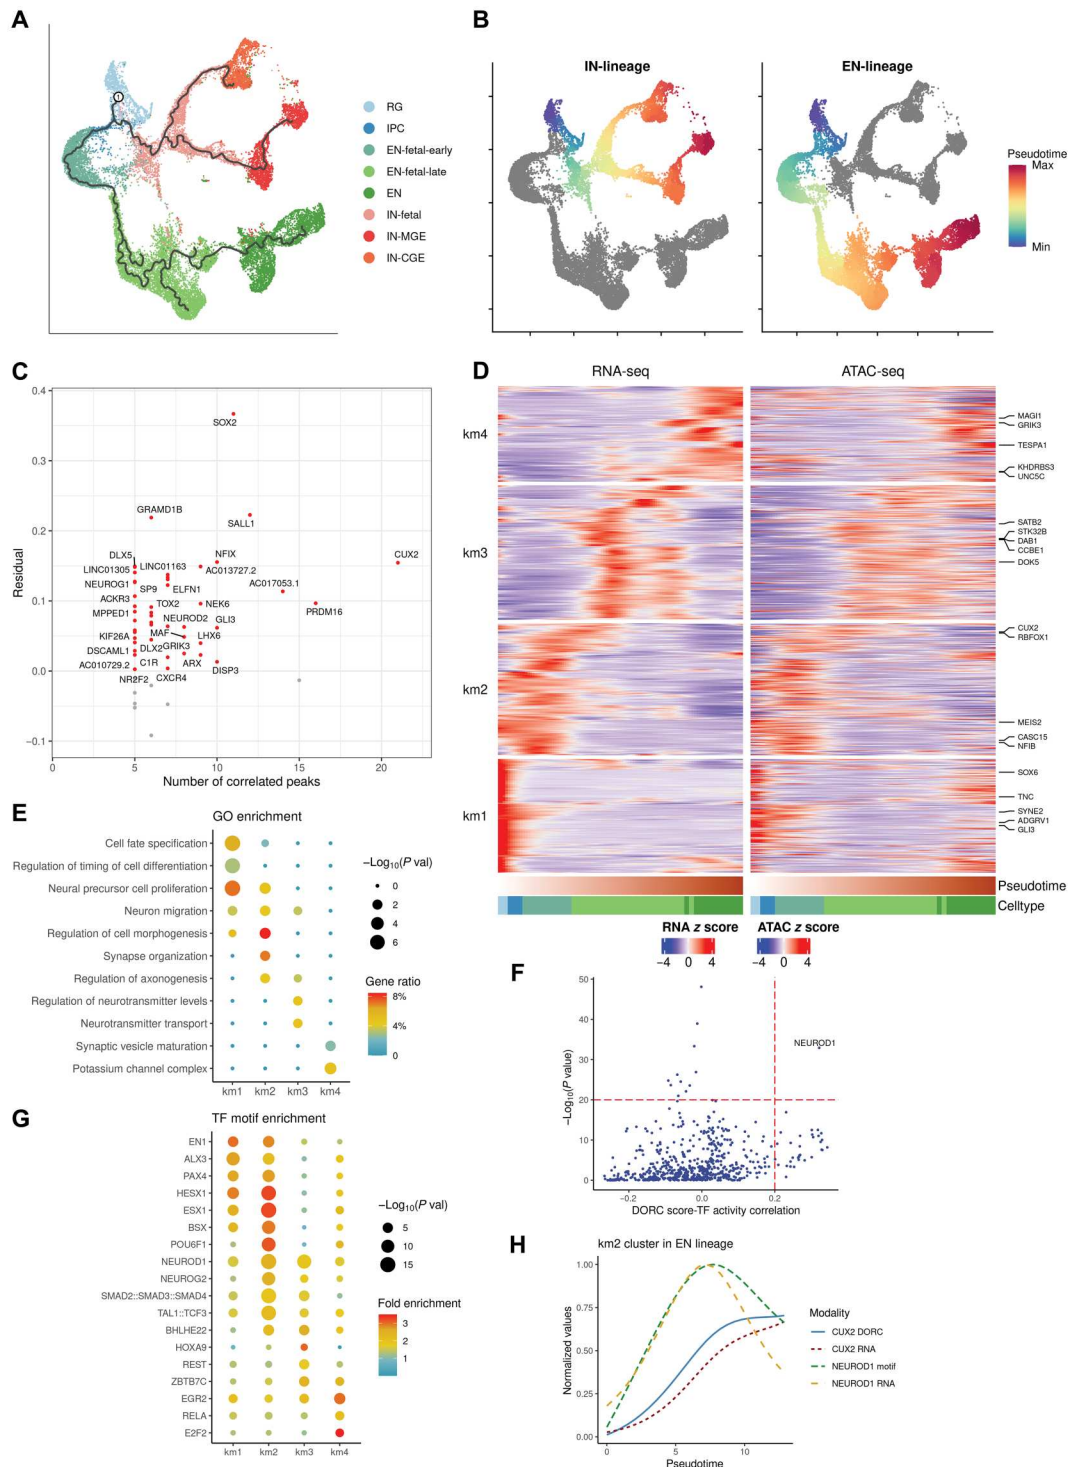 A
1
RG
IPC
EN-fetal-early
EN-fetal-late
EN
IN-fetal
IN-MGE
IN-CGE
B
IN-lineage
EN-lineage
Pseudotime
Max
Min
C
Residual
0.4
0.3
0.2
0.1
0.0
−0.1
SOX2
GRAMD1B
SALL1
DLX5
NFIX
CUX2
LINC01305
LINC01163
AC013727.2
NEUROG1
SP9
ELFN1
AC017053.1
ACKR3
TOX2
NEK6
PRDM16
MPPED1
NEUROD2
GLI3
KIF26A
MAF
LHX6
DSCAML1
DLX2
GRIK3
AC010729.2
C1R
ARX
DISP3
NR2F2
CXCR4
0
5
10
15
20
Number of correlated peaks
D
RNA-seq
ATAC-seq
km4
km3
km2
km1
MAGI1
GRIK3
TESPA1
KHDRBS3
UNC5C
SATB2
STK32B
DAB1
CCBE1
DOK5
CUX2
RBFOX1
MEIS2
CASC15
NFIB
SOX6
TNC
SYNE2
ADGRV1
GLI3
Pseudotime
Celltype
RNA z score
−4 0 4
ATAC z score
−4 0 4
E
GO enrichment
Cell fate specification
Regulation of timing of cell differentiation
Neural precursor cell proliferation
Neuron migration
Regulation of cell morphogenesis
Synapse organization
Regulation of axonogenesis
Regulation of neurotransmitter levels
Neurotransmitter transport
Synaptic vesicle maturation
Potassium channel complex
km1 km2 km3 km4
−Log10(P val)
0
2
4
6
Gene ratio
8%
4%
0
F
−Log10(P value)
50
40
30
20
10
0
NEUROD1
−0.2
0.0
0.2
DORC score-TF activity correlation
G
TF motif enrichment
EN1
ALX3
PAX4
HESX1
ESX1
BSX
POU6F1
NEUROD1
NEUROG2
SMAD2::SMAD3::SMAD4
TAL1::TCF3
BHLHE22
HOXA9
REST
ZBTB7C
EGR2
RELA
E2F2
km1 km2 km3 km4
−Log10(P val)
5
10
15
Fold enrichment
3
2
1
H
km2 cluster in EN lineage
Normalized values
1.00
0.75
0.50
0.25
0.00
0
5
10
Pseudotime
Modality
CUX2 DORC
CUX2 RNA
NEUROD1 motif
NEUROD1 RNA